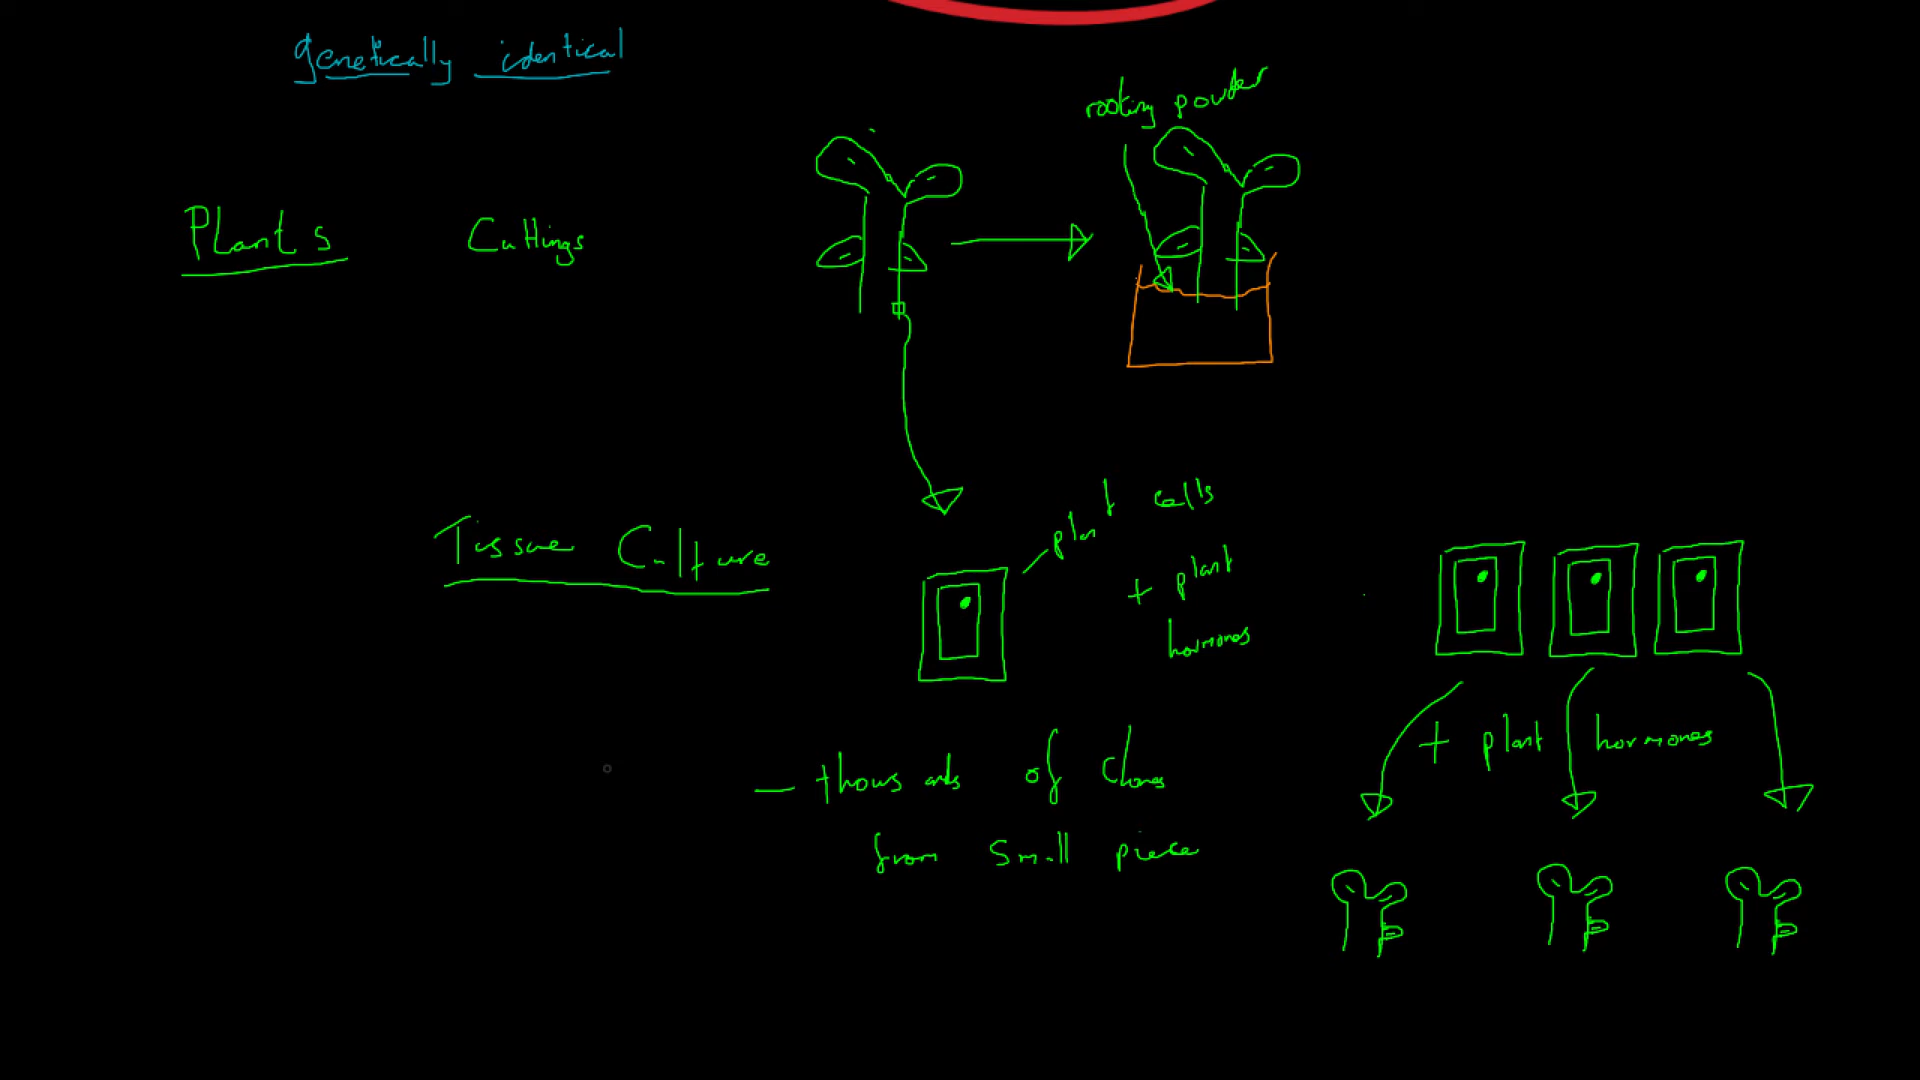 genetically identical
rooting powder
Plants Cuttings
Tissue Culture
plant cells
+ plant
hormones
+ plant hormones
– thousands of clones
from small piece